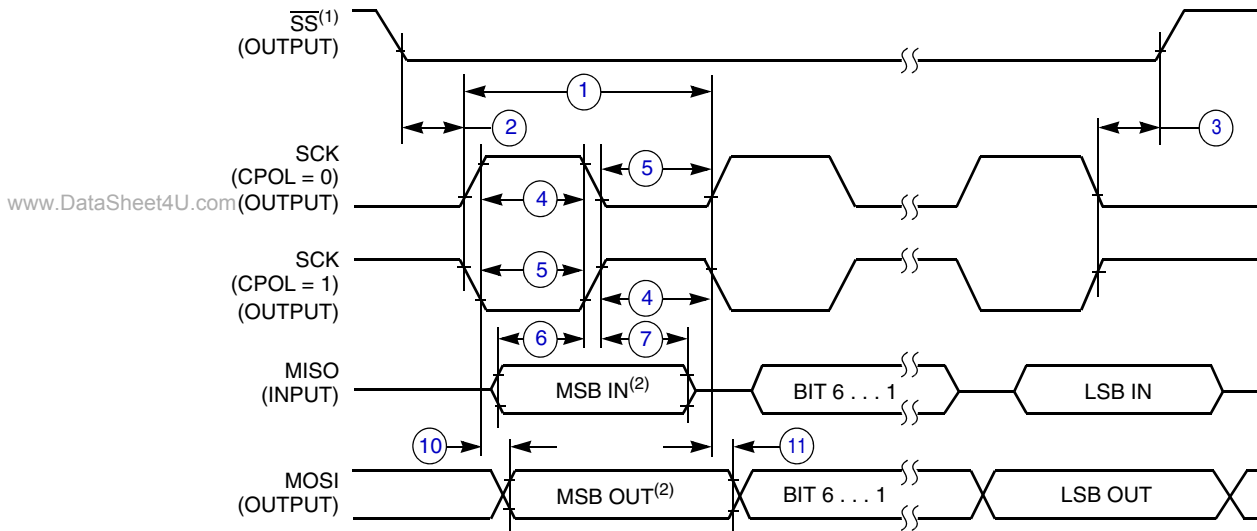 SS(1)
(OUTPUT)
1
2
3
SCK
(CPOL = 0)
(OUTPUT)
5
4
www.DataSheet4U.com
SCK
(CPOL = 1)
(OUTPUT)
5
4
6
7
MISO
(INPUT)
MSB IN(2)
BIT 6 . . . 1
LSB IN
10
11
MOSI
(OUTPUT)
MSB OUT(2)
BIT 6 . . . 1
LSB OUT